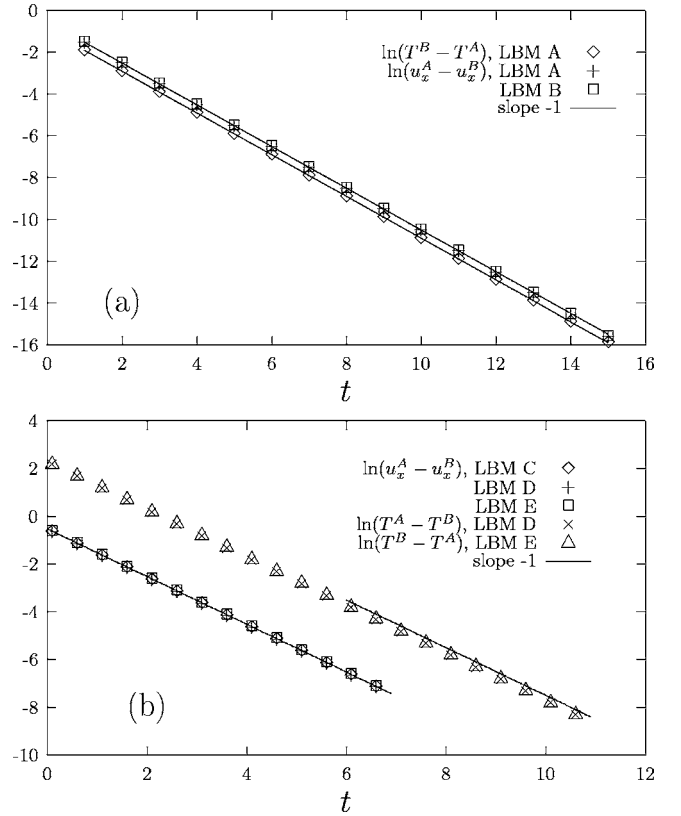 -2
-4
-6
-8
-10
-12
-14
-16
ln(T^B − T^A), LBM A
ln(u_x^A − u_x^B), LBM A
LBM B
slope -1
(a)
0 2 4 6 8 10 12 14 16
t
4
2
0
-2
-4
-6
-8
-10
ln(u_x^A − u_x^B), LBM C
LBM D
LBM E
ln(T^A − T^B), LBM D
ln(T^B − T^A), LBM E
slope -1
(b)
0 2 4 6 8 10 12
t